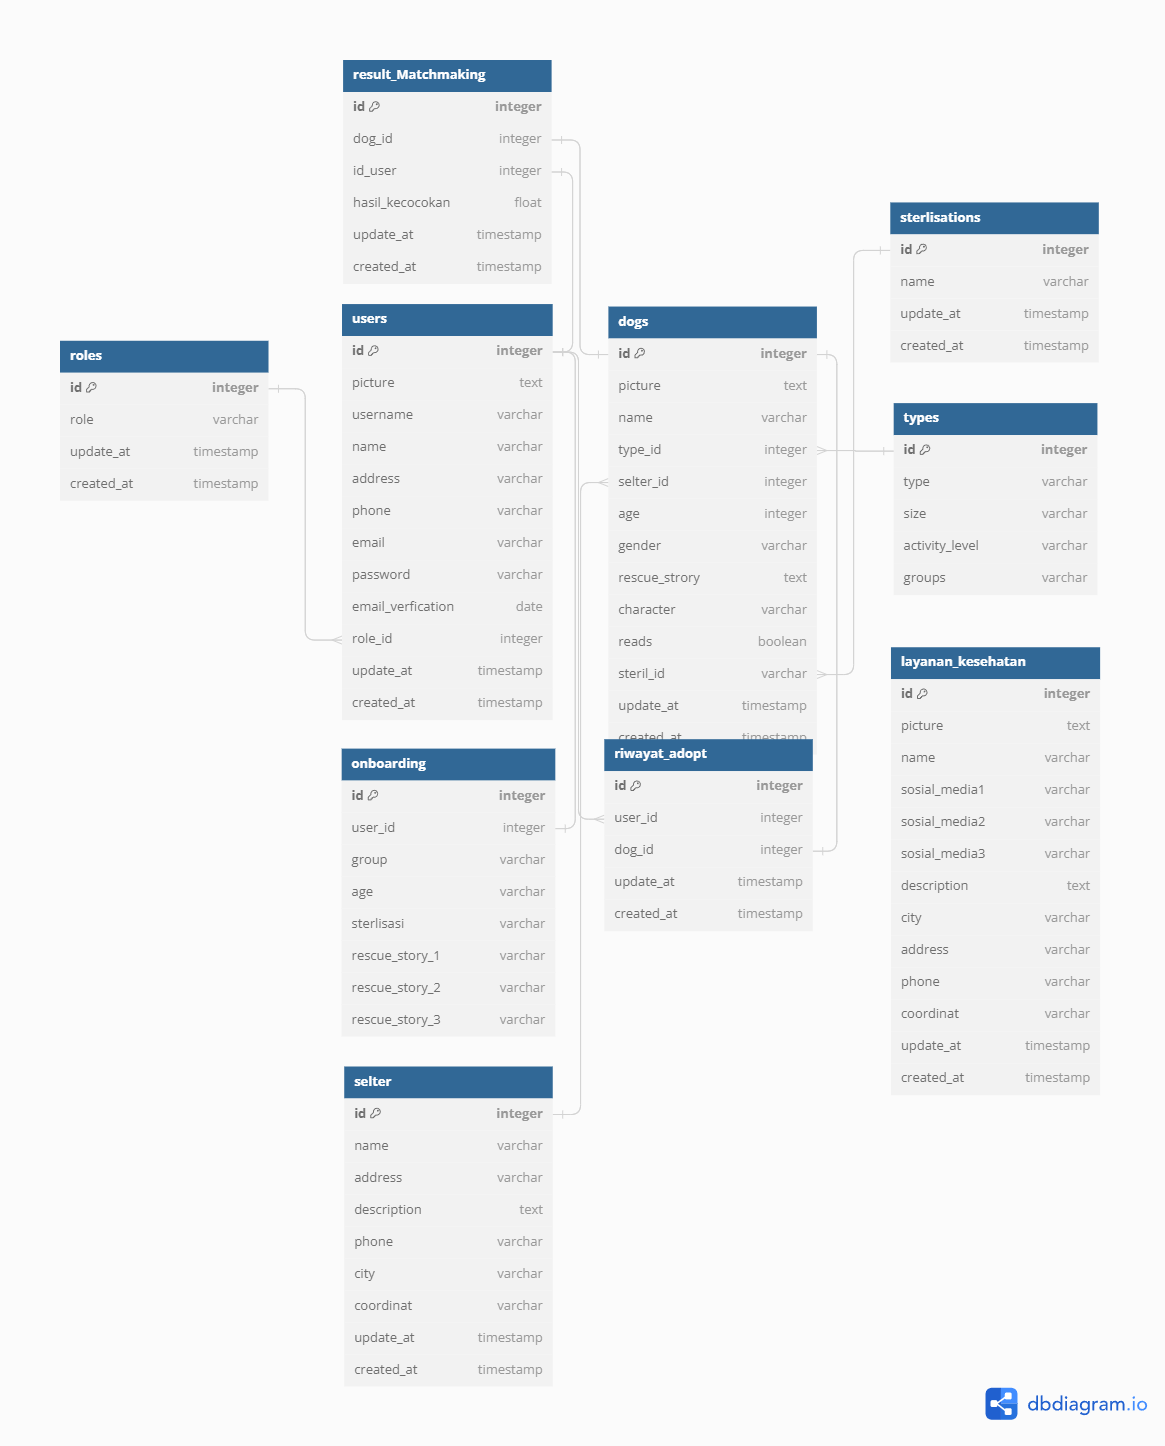 result_Matchmaking
id integer
dog_id integer
id_user integer
hasil_kecocokan float
update_at timestamp
created_at timestamp
users
id integer
picture text
username varchar
name varchar
address varchar
phone varchar
email varchar
password varchar
email_verfication date
role_id integer
update_at timestamp
created_at timestamp
roles
id integer
role varchar
update_at timestamp
created_at timestamp
onboarding
id integer
user_id integer
group varchar
age varchar
sterlisasi varchar
rescue_story_1 varchar
rescue_story_2 varchar
rescue_story_3 varchar
selter
id integer
name varchar
address varchar
description text
phone varchar
city varchar
coordinat varchar
update_at timestamp
created_at timestamp
dogs
id integer
picture text
name varchar
type_id integer
selter_id integer
age integer
gender varchar
rescue_strory text
character varchar
reads boolean
steril_id varchar
update_at timestamp
created_at timestamp
riwayat_adopt
id integer
user_id integer
dog_id integer
update_at timestamp
created_at timestamp
sterlisations
id integer
name varchar
update_at timestamp
created_at timestamp
types
id integer
type varchar
size varchar
activity_level varchar
groups varchar
layanan_kesehatan
id integer
picture text
name varchar
sosial_media1 varchar
sosial_media2 varchar
sosial_media3 varchar
description text
city varchar
address varchar
phone varchar
coordinat varchar
update_at timestamp
created_at timestamp
dbdiagram.io